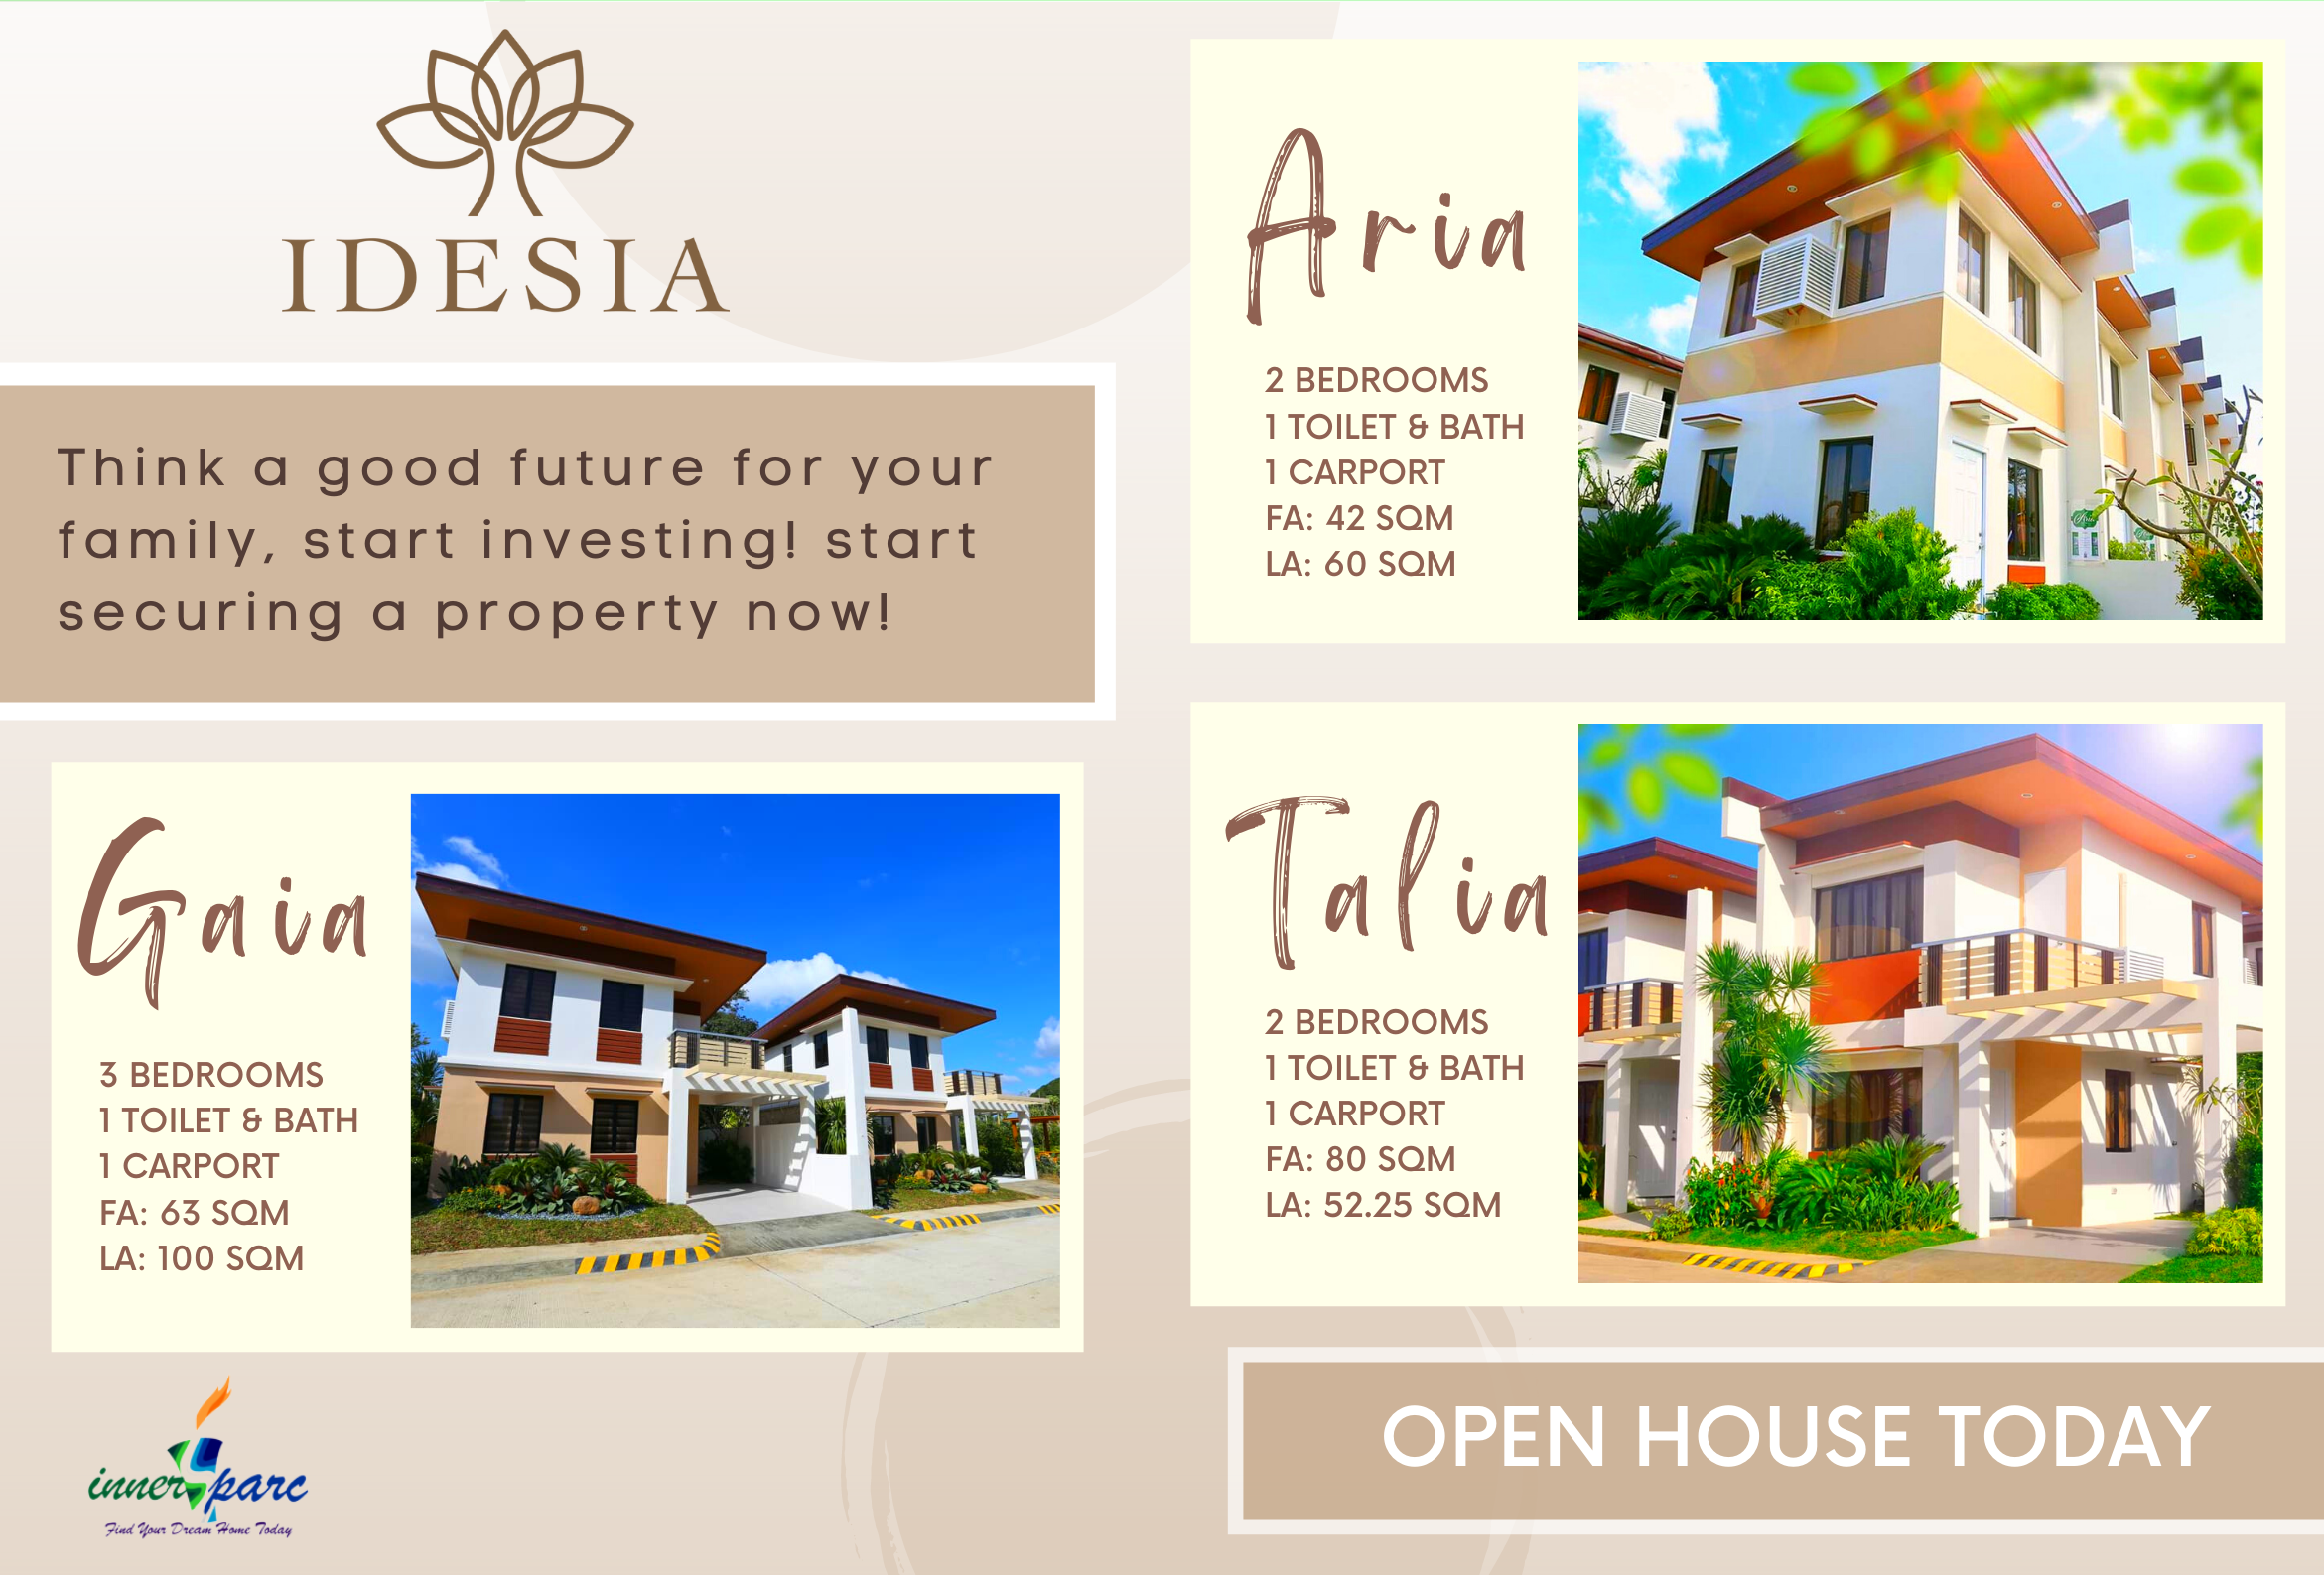 IDESIA
Think a good future for your
family, start investing! start
securing a property now!
Gaia
3 BEDROOMS
1 TOILET & BATH
1 CARPORT
FA: 63 SQM
LA: 100 SQM
Aria
2 BEDROOMS
1 TOILET & BATH
1 CARPORT
FA: 42 SQM
LA: 60 SQM
Talia
2 BEDROOMS
1 TOILET & BATH
1 CARPORT
FA: 80 SQM
LA: 52.25 SQM
innersparc
Find Your Dream Home Today
OPEN HOUSE TODAY